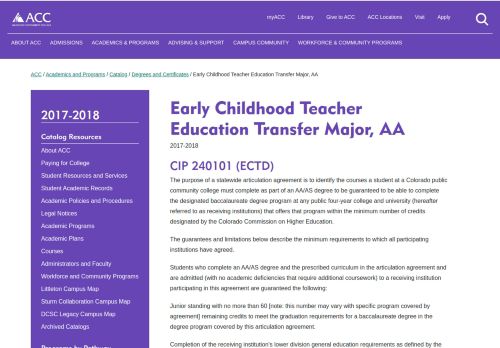 myACC
Library
Give to ACC
ACC Locations
Visit
Apply
ACC
ABOUT ACC
ADMISSIONS
ACADEMICS & PROGRAMS
ADVISING & SUPPORT
CAMPUS COMMUNITY
WORKFORCE & COMMUNITY PROGRAMS
ACC / Academics and Programs / Catalog / Degrees and Certificates / Early Childhood Teacher Education Transfer Major, AA
2017-2018
Catalog Resources
About ACC
Paying for College
Student Resources and Services
Student Academic Records
Academic Policies and Procedures
Legal Notices
Academic Programs
Academic Plans
Courses
Administrators and Faculty
Workforce and Community Programs
Littleton Campus Map
Sturm Collaboration Campus Map
DCSC Legacy Campus Map
Archived Catalogs
Early Childhood Teacher
Education Transfer Major, AA
2017-2018
CIP 240101 (ECTD)
The purpose of a statewide articulation agreement is to identify the courses a student at a Colorado public
community college must complete as part of an AA/AS degree to be guaranteed to be able to complete
the designated baccalaureate degree program at any public four-year college and university (hereafter
referred to as receiving institutions) that offers that program within the minimum number of credits
designated by the Colorado Commission on Higher Education.
The guarantees and limitations below describe the minimum requirements to which all participating
institutions have agreed.
Students who complete an AA/AS degree and the prescribed curriculum in the articulation agreement and
are admitted (with no academic deficiencies that require additional coursework) to a receiving institution
participating in this agreement are guaranteed the following:
Junior standing with no more than 60 [note: this number may vary with specific program covered by
agreement] remaining credits to meet the graduation requirements for a baccalaureate degree in the
degree program covered by this articulation agreement.
Completion of the receiving institution's lower division general education requirements as defined by the